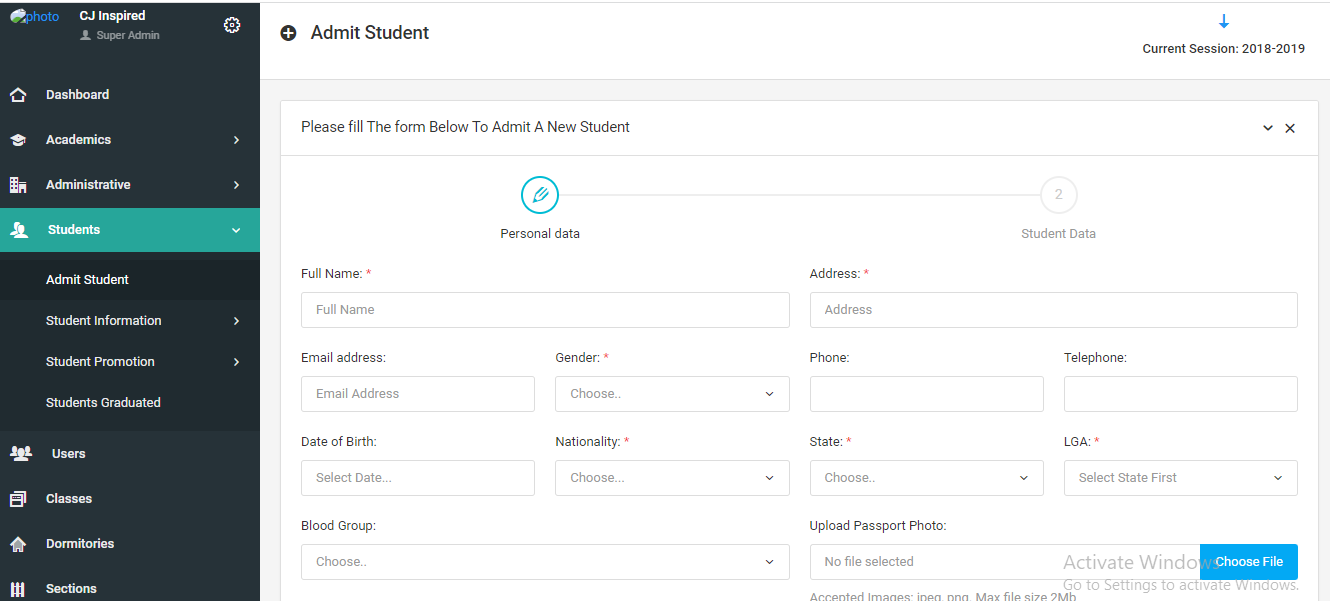 photo
CJ Inspired
Super Admin
Dashboard
Academics
Administrative
Students
Admit Student
Student Information
Student Promotion
Students Graduated
Users
Classes
Dormitories
Sections
Admit Student
Current Session: 2018-2019
Please fill The form Below To Admit A New Student
2
Personal data
Student Data
Full Name: *
Address: *
Full Name
Address
Email address:
Gender: *
Phone:
Telephone:
Email Address
Choose..
Date of Birth:
Nationality: *
State: *
LGA: *
Select Date...
Choose...
Choose..
Select State First
Blood Group:
Upload Passport Photo:
Choose..
No file selected
Choose File
Activate Windows
Go to Settings to activate Windows.
Accepted Images: jpeg, png. Max file size 2Mb